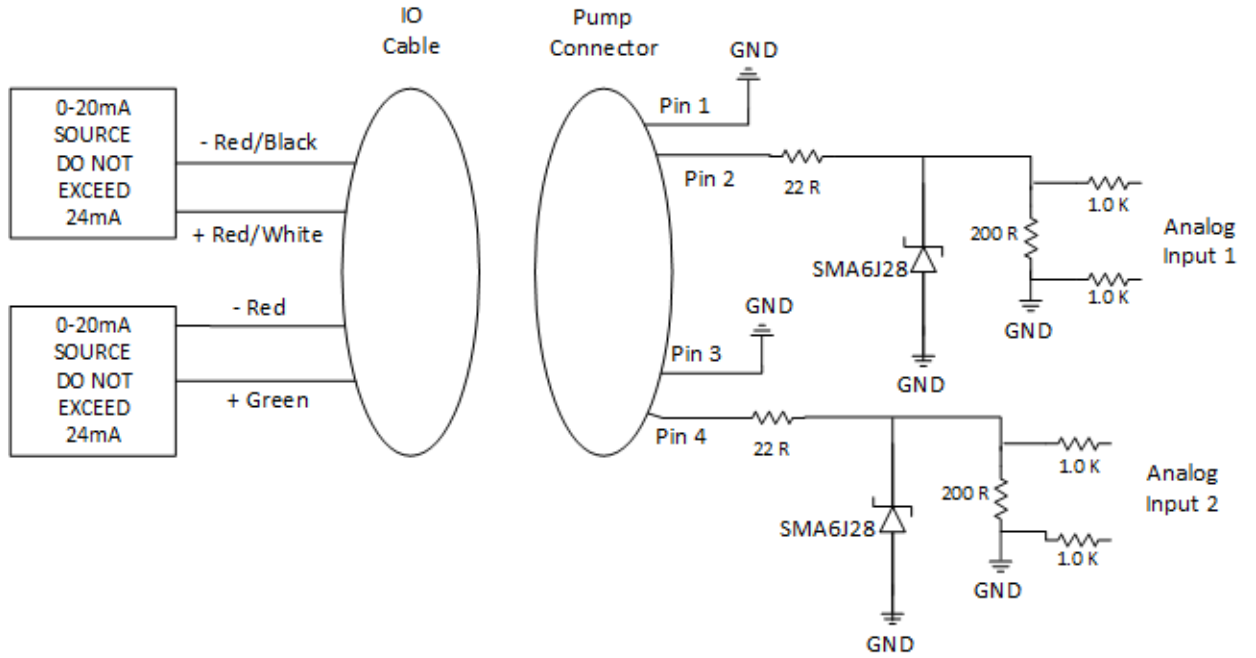 IO
Cable
Pump
Connector
GND
0-20mA
SOURCE
DO NOT
EXCEED
24mA
- Red/Black
+ Red/White
Pin 1
Pin 2
22 R
SMA6J28
GND
200 R
GND
1.0 K
1.0 K
Analog
Input 1
0-20mA
SOURCE
DO NOT
EXCEED
24mA
- Red
+ Green
GND
Pin 3
Pin 4
22 R
SMA6J28
GND
200 R
GND
1.0 K
1.0 K
Analog
Input 2